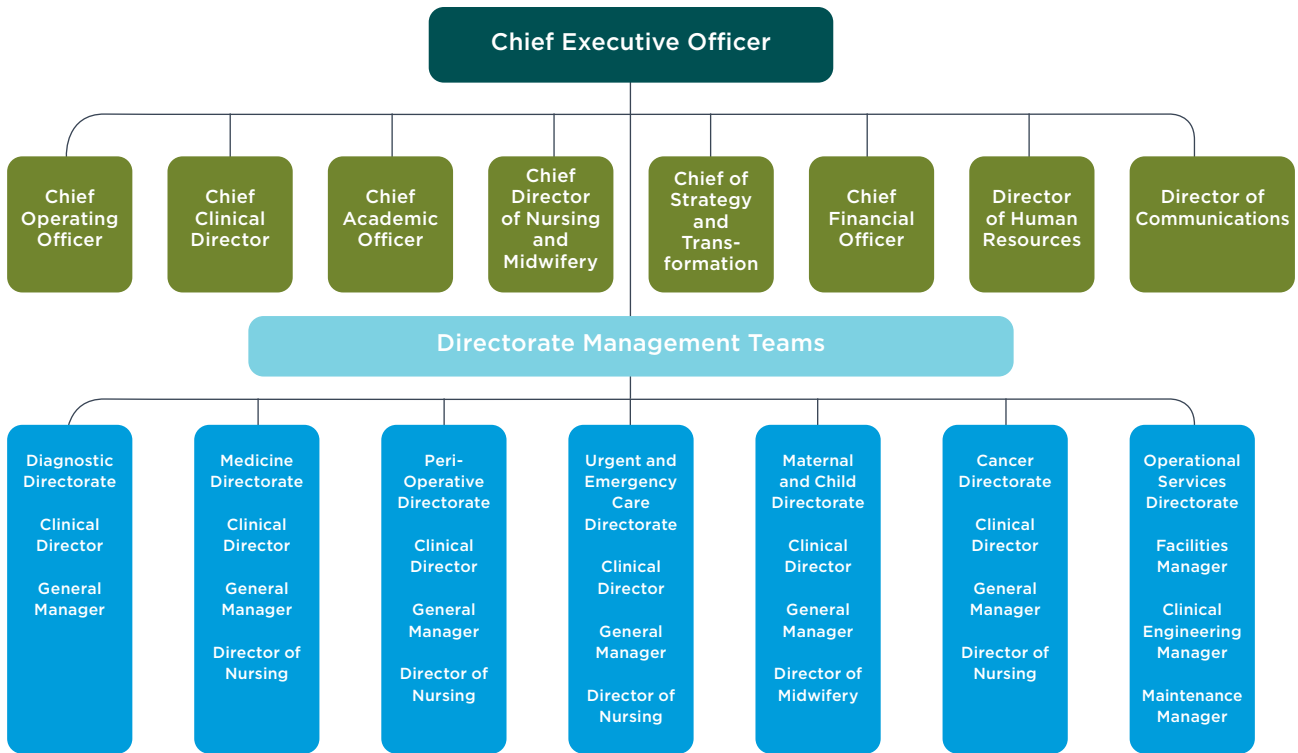 Chief Executive Officer
Chief
Operating
Officer
Chief
Clinical
Director
Chief
Academic
Officer
Chief
Director
of Nursing
and
Midwifery
Chief of
Strategy
and
Trans-
formation
Chief
Financial
Officer
Director
of Human
Resources
Director of
Communications
Directorate Management Teams
Diagnostic
Directorate
Clinical
Director
General
Manager
Medicine
Directorate
Clinical
Director
General
Manager
Director of
Nursing
Peri-
Operative
Directorate
Clinical
Director
General
Manager
Director of
Nursing
Urgent and
Emergency
Care
Directorate
Clinical
Director
General
Manager
Director of
Nursing
Maternal
and Child
Directorate
Clinical
Director
General
Manager
Director of
Midwifery
Cancer
Directorate
Clinical
Director
General
Manager
Director of
Nursing
Operational
Services
Directorate
Facilities
Manager
Clinical
Engineering
Manager
Maintenance
Manager